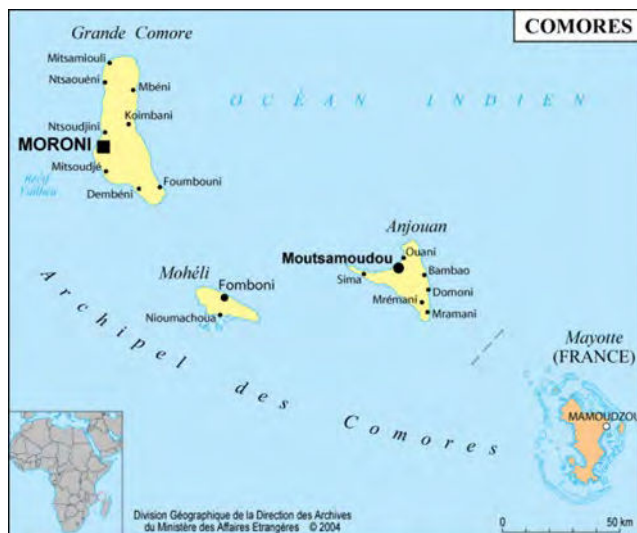 COMORES
Grande Comore
Mitsamiouli
Ntsaouéni
Mbéni
OCÉAN INDIEN
Koimbani
Ntsoudjini
MORONI
Mitsoudjé
Récif
Vailheu
Foumbouni
Dembéni
Anjouan
Ouani
Moutsamoudou
Mohéli
Sima
Bambao
Fomboni
Domoni
Mrémani
Nioumachoua
Mramani
Archipel des Comores
Mayotte
(FRANCE)
MAMOUDZOU
Division Géographique de la Direction des Archives
du Ministère des Affaires Etrangères © 2004
0 50 km